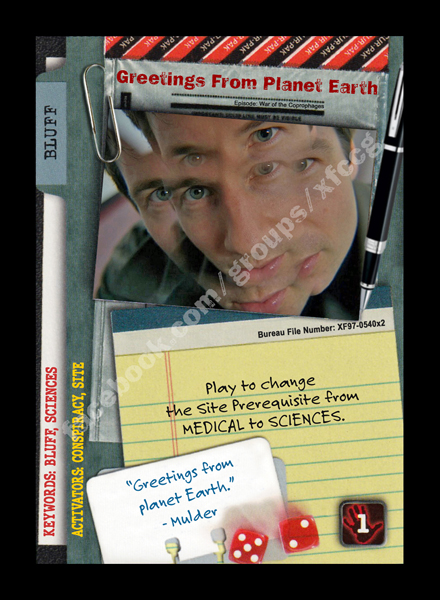 Greetings From Planet Earth
Episode: War of the Coprophages
BLUFF
facebook.com/groups/xfccg
Bureau File Number: XF97-0540x2
Play to change
the Site Prerequisite from
MEDICAL to SCIENCES.
KEYWORDS: BLUFF, SCIENCES
ACTIVATORS: CONSPIRACY, SITE
"Greetings from
planet Earth."
- Mulder
1